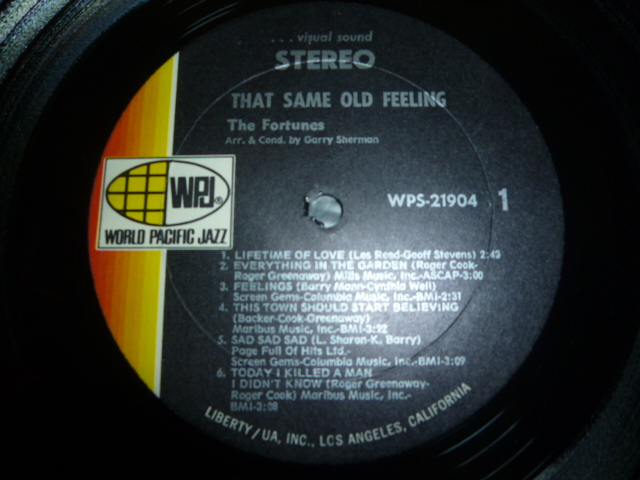 ...visual sound
STEREO
THAT SAME OLD FEELING
The Fortunes
Arr. & Cond. by Garry Sherman
WPJ®
WORLD PACIFIC JAZZ
WPS-21904 1
1. LIFETIME OF LOVE (Les Reed-Geoff Stevens) 2:42
2. EVERYTHING IN THE GARDEN (Roger Cook-
Roger Greenaway) Mills Music, Inc.-ASCAP-3:00
3. FEELINGS (Barry Mann-Cynthia Weil)
Screen Gems-Columbia Music, Inc.-BMI-2:31
4. THIS TOWN SHOULD START BELIEVING
(Backer-Cook-Greenaway)
Maribus Music, Inc-BMI-3:22
5. SAD SAD SAD (L. Sharon-K. Barry)
Page Full Of Hits Ltd.-
Screen Gems-Columbia Music, Inc.-BMI-3:09
6. TODAY I KILLED A MAN
I DIDN'T KNOW (Roger Greenaway-
Roger Cook) Maribus Music, Inc.-
BMI-3:08
LIBERTY/UA, INC., LOS ANGELES, CALIFORNIA